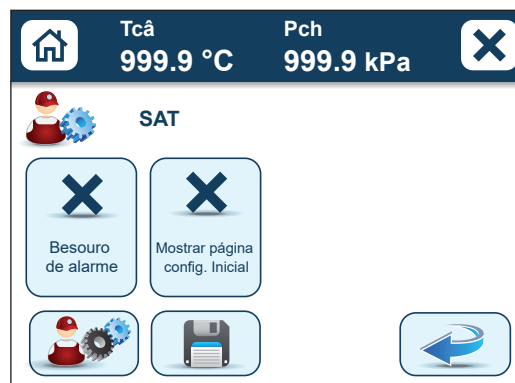 Tcâ Pch
999.9 °C 999.9 kPa
SAT
Besouro
de alarme
Mostrar página
config. Inicial